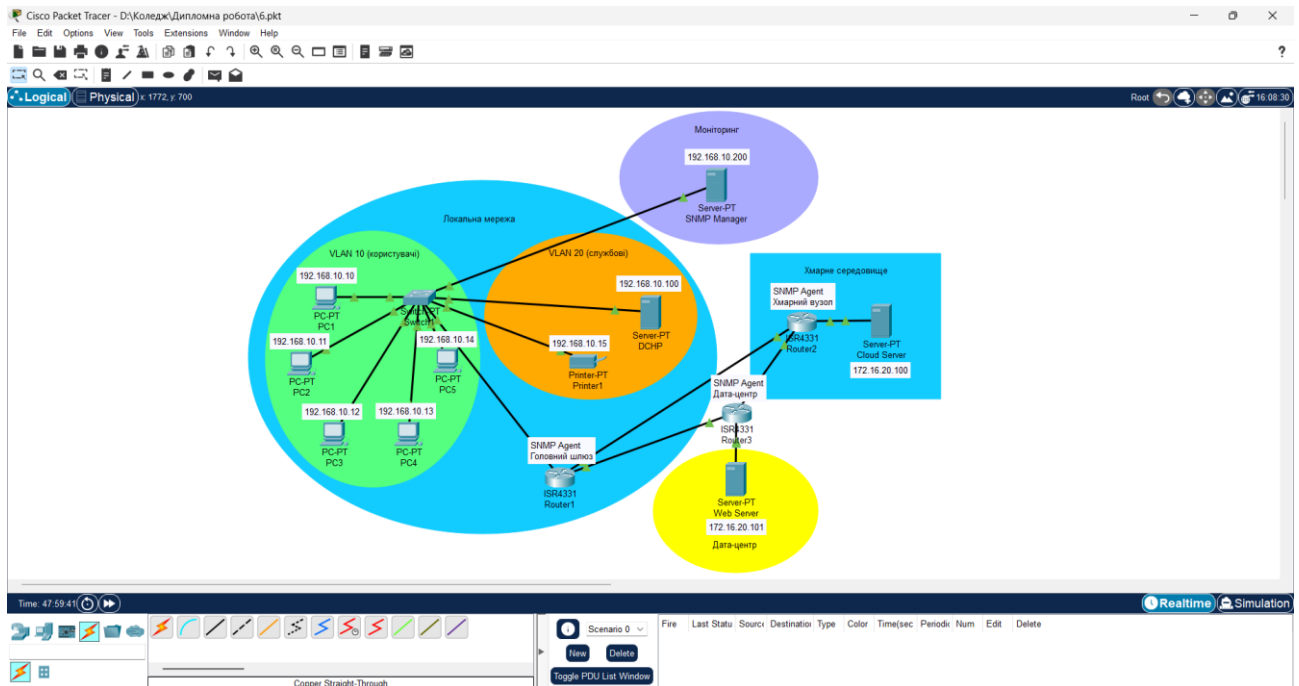 Cisco Packet Tracer - D:\Коледж\Дипломна робота\6.pkt
File Edit Options View Tools Extensions Window Help
?
Logical
Physical
x: 1772, y: 700
Root
16:08:30
Моніторинг
192.168.10.200
Server-PT
SNMP Manager
Локальна мережа
VLAN 10 (користувачі)
192.168.10.10
PC-PT
PC1
Switch-PT
Switch1
192.168.10.11
PC-PT
PC2
192.168.10.14
PC-PT
PC5
192.168.10.12
PC-PT
PC3
192.168.10.13
PC-PT
PC4
VLAN 20 (службові)
192.168.10.100
Server-PT
DCHP
192.168.10.15
Printer-PT
Printer1
SNMP Agent
Головний шлюз
ISR4331
Router1
Хмарне середовище
SNMP Agent
Хмарний вузол
ISR4331
Router2
Server-PT
Cloud Server
172.16.20.100
SNMP Agent
Дата-центр
ISR4331
Router3
Server-PT
Web Server
172.16.20.101
Дата-центр
Time: 47:59:41
Realtime
Simulation
Scenario 0
New
Delete
Toggle PDU List Window
Fire Last Statu Source Destination Type Color Time(sec Periodic Num Edit Delete
Copper Straight-Through